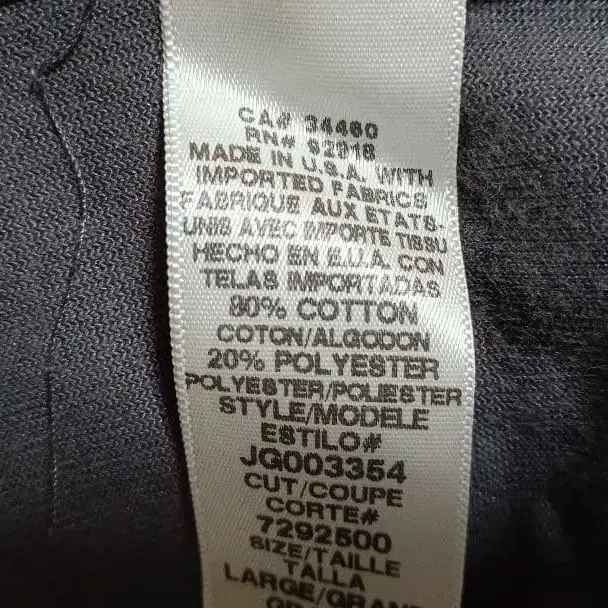 CA# 34460
RN# 92918
MADE IN U.S.A. WITH
IMPORTED FABRICS
FABRIQUE AUX ETATS-
UNIS AVEC IMPORTE TISSU
HECHO EN E.U.A. CON
TELAS IMPORTADAS
80% COTTON
COTON/ALGODON
20% POLYESTER
POLYESTER/POLIESTER
STYLE/MODELE
ESTILO#
JG003354
CUT/COUPE
CORTE#
7292500
SIZE/TAILLE
TALLA
LARGE/GRAN